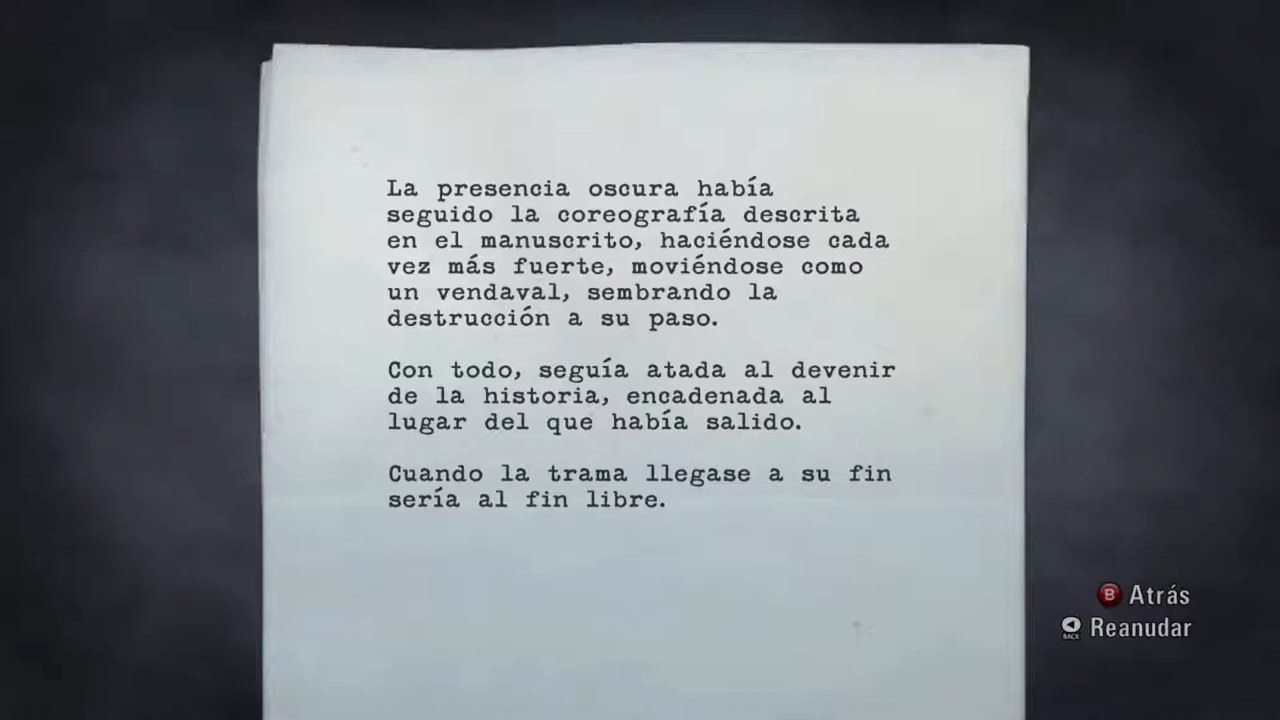 La presencia oscura había
seguido la coreografía descrita
en el manuscrito, haciéndose cada
vez más fuerte, moviéndose como
un vendaval, sembrando la
destrucción a su paso.
Con todo, seguía atada al devenir
de la historia, encadenada al
lugar del que había salido.
Cuando la trama llegase a su fin
sería al fin libre.
B Atrás
BACK Reanudar